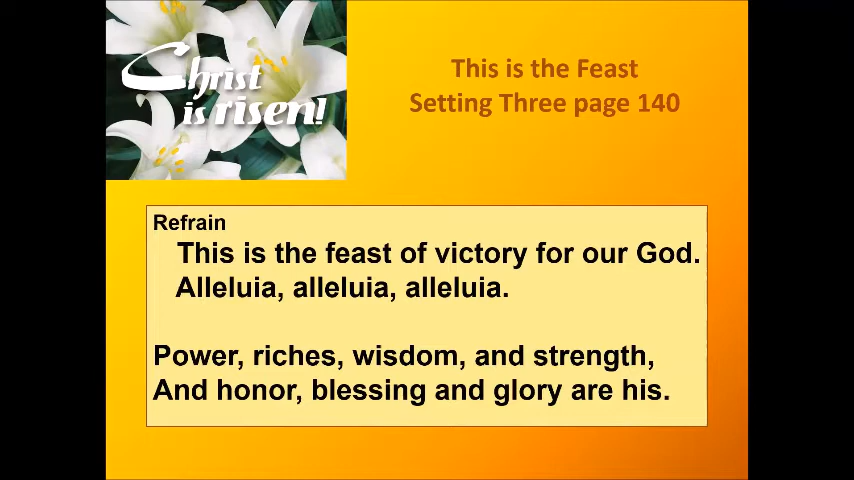 Christ
is risen!
This is the Feast
Setting Three page 140
Refrain
This is the feast of victory for our God.
Alleluia, alleluia, alleluia.
Power, riches, wisdom, and strength,
And honor, blessing and glory are his.